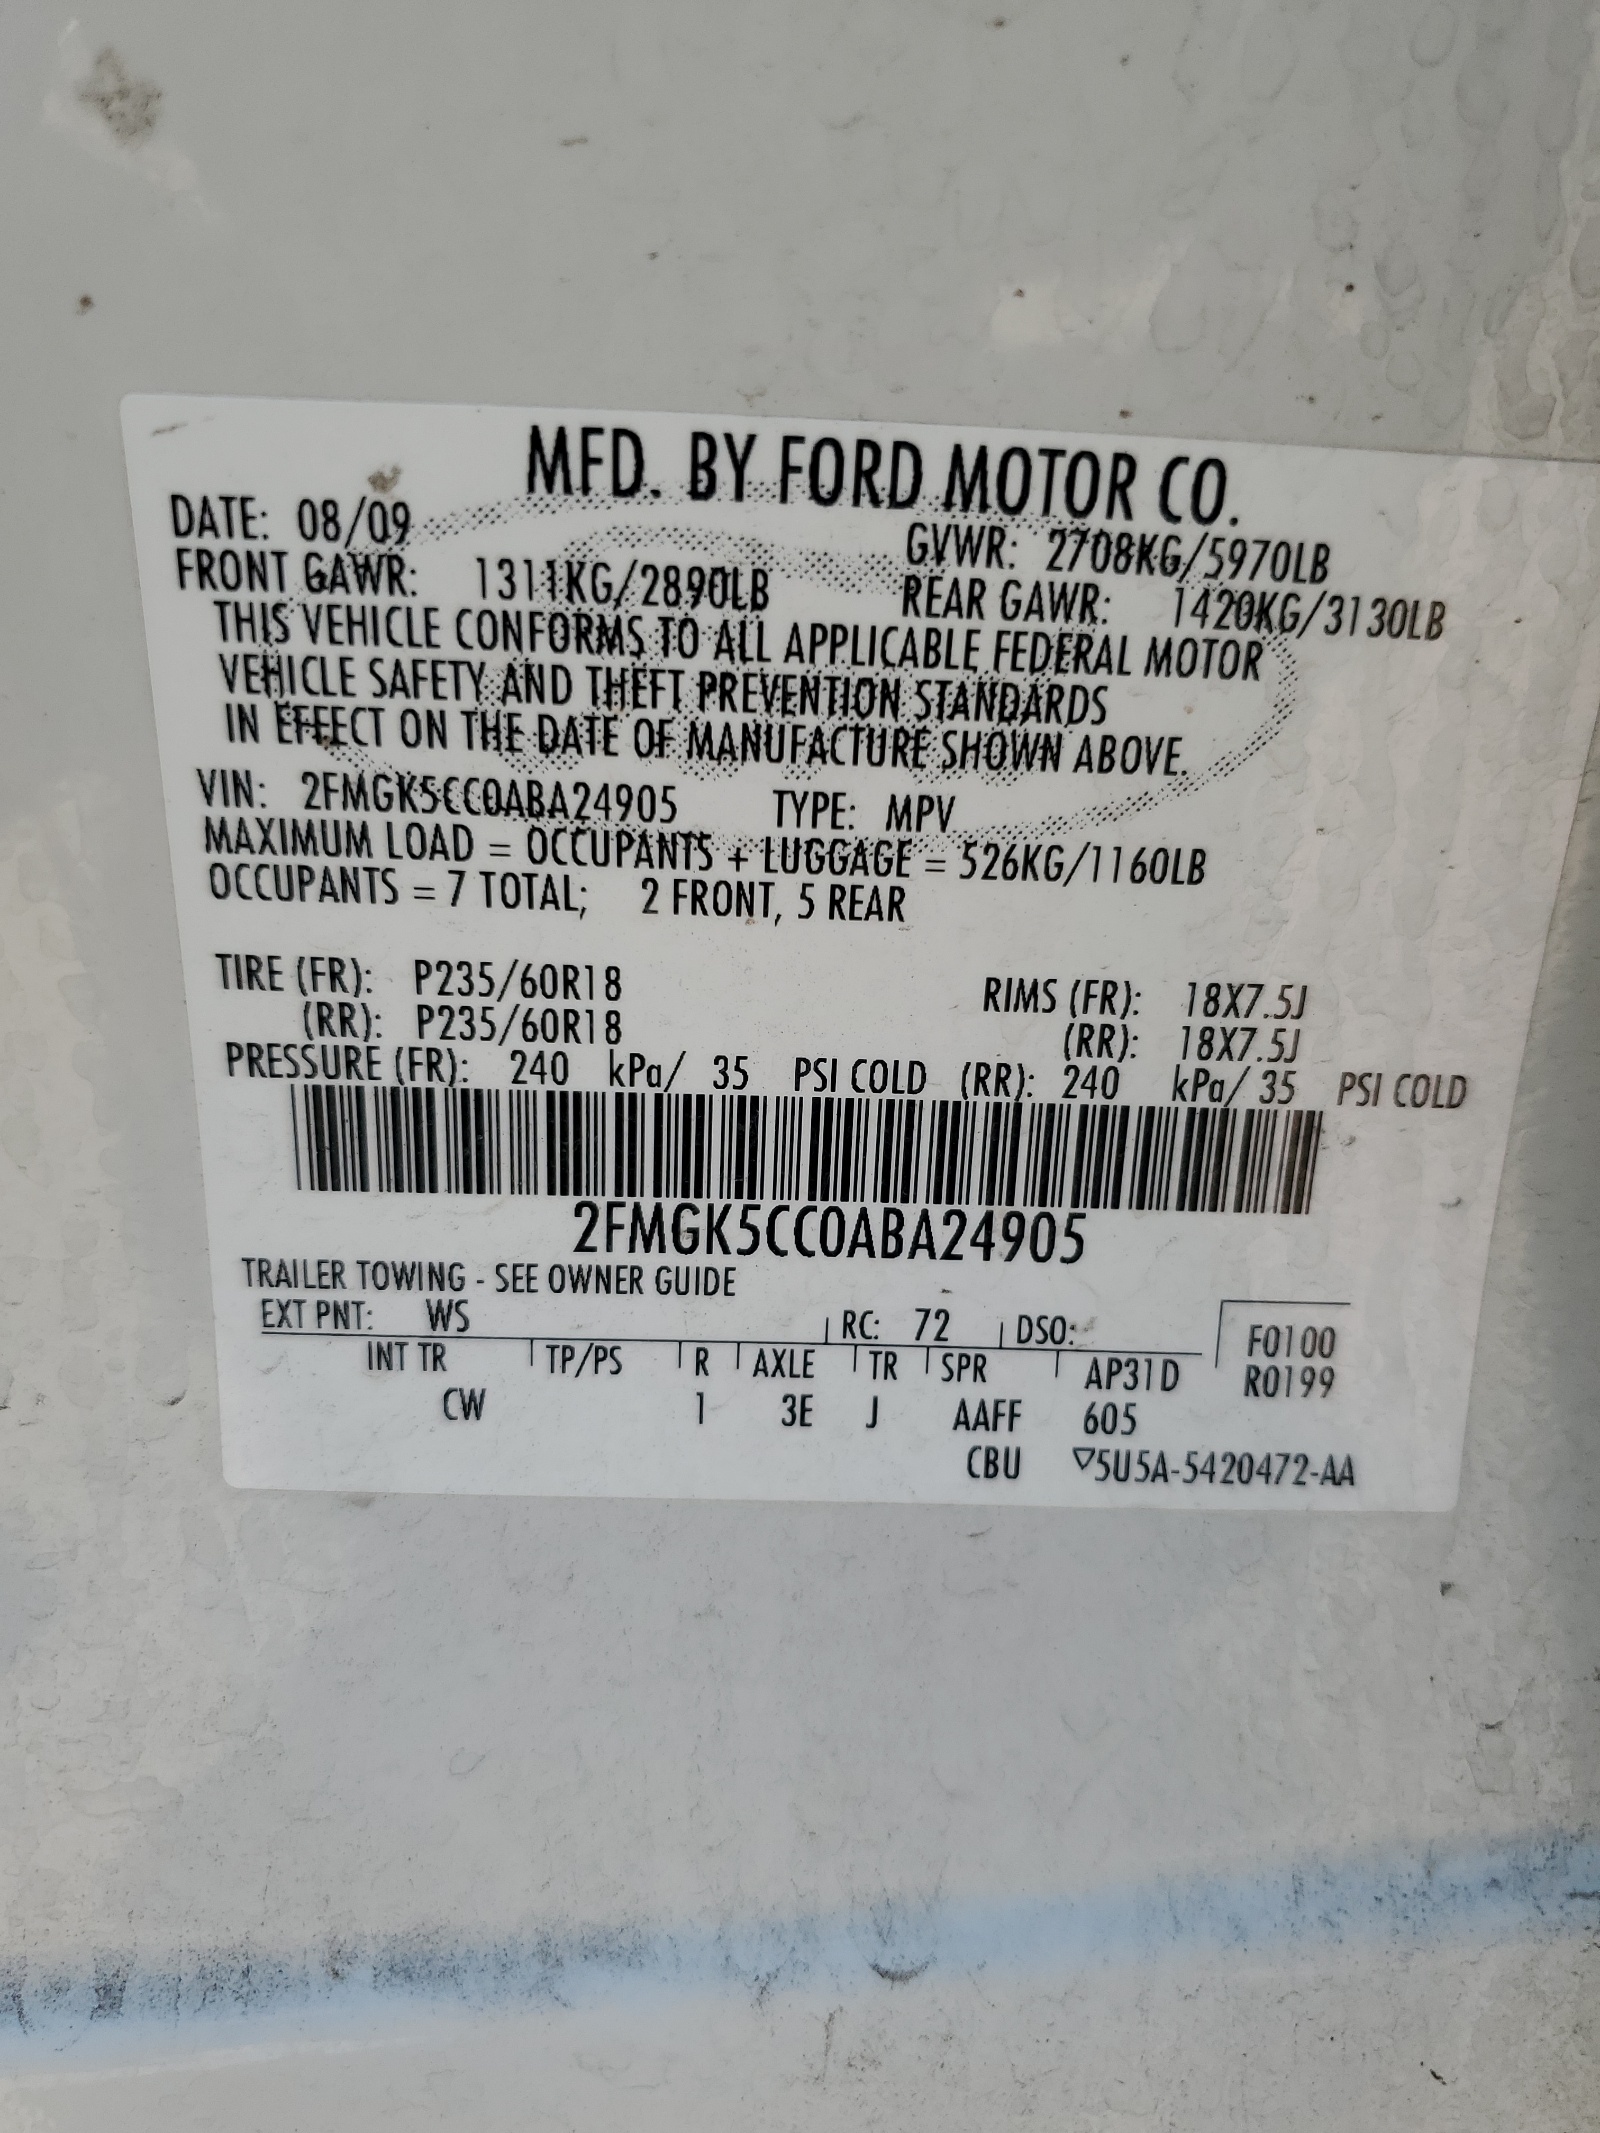 MFD. BY FORD MOTOR CO.
DATE: 08/09 GVWR: 2708KG/5970LB
FRONT GAWR: 1311KG/2890LB REAR GAWR: 1420KG/3130LB
THIS VEHICLE CONFORMS TO ALL APPLICABLE FEDERAL MOTOR
VEHICLE SAFETY AND THEFT PREVENTION STANDARDS
IN EFFECT ON THE DATE OF MANUFACTURE SHOWN ABOVE.
VIN: 2FMGK5CC0ABA24905 TYPE: MPV
MAXIMUM LOAD = OCCUPANTS + LUGGAGE = 526KG/1160LB
OCCUPANTS = 7 TOTAL; 2 FRONT, 5 REAR
TIRE (FR): P235/60R18 RIMS (FR): 18X7.5J
(RR): P235/60R18 (RR): 18X7.5J
PRESSURE (FR): 240 kPa/ 35 PSI COLD (RR): 240 kPa/ 35 PSI COLD
2FMGK5CC0ABA24905
TRAILER TOWING - SEE OWNER GUIDE
EXT PNT: WS RC: 72 DSO: F0100
INT TR TP/PS R AXLE TR SPR AP31D R0199
CW 1 3E J AAFF 605
CBU ▽5U5A-5420472-AA